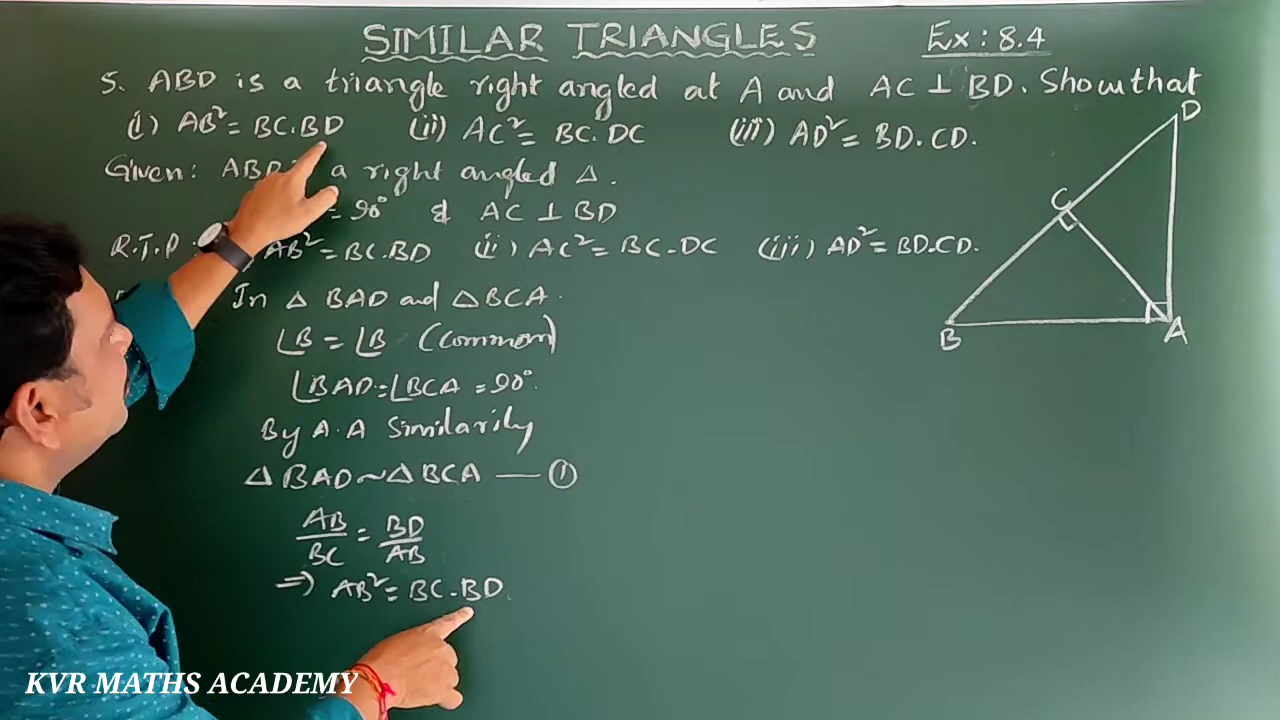 SIMILAR TRIANGLES Ex: 8.4
5. ABD is a triangle right angled at A and AC ⊥ BD. Show that
(i) AB² = BC.BD (ii) AC² = BC.DC (iii) AD² = BD.CD.
Given: ABD a right angled Δ.
= 90° & AC ⊥ BD
R.T.P AB² = BC.BD (ii) AC² = BC.DC (iii) AD² = BD.CD.
In Δ BAD and ΔBCA.
∠B = ∠B (Common)
∠BAD = ∠BCA = 90°.
By A.A Similarily
Δ BAD ~ Δ BCA — ①
AB/BC = BD/AB
⇒ AB² = BC.BD.
D
C
B
A
KVR MATHS ACADEMY